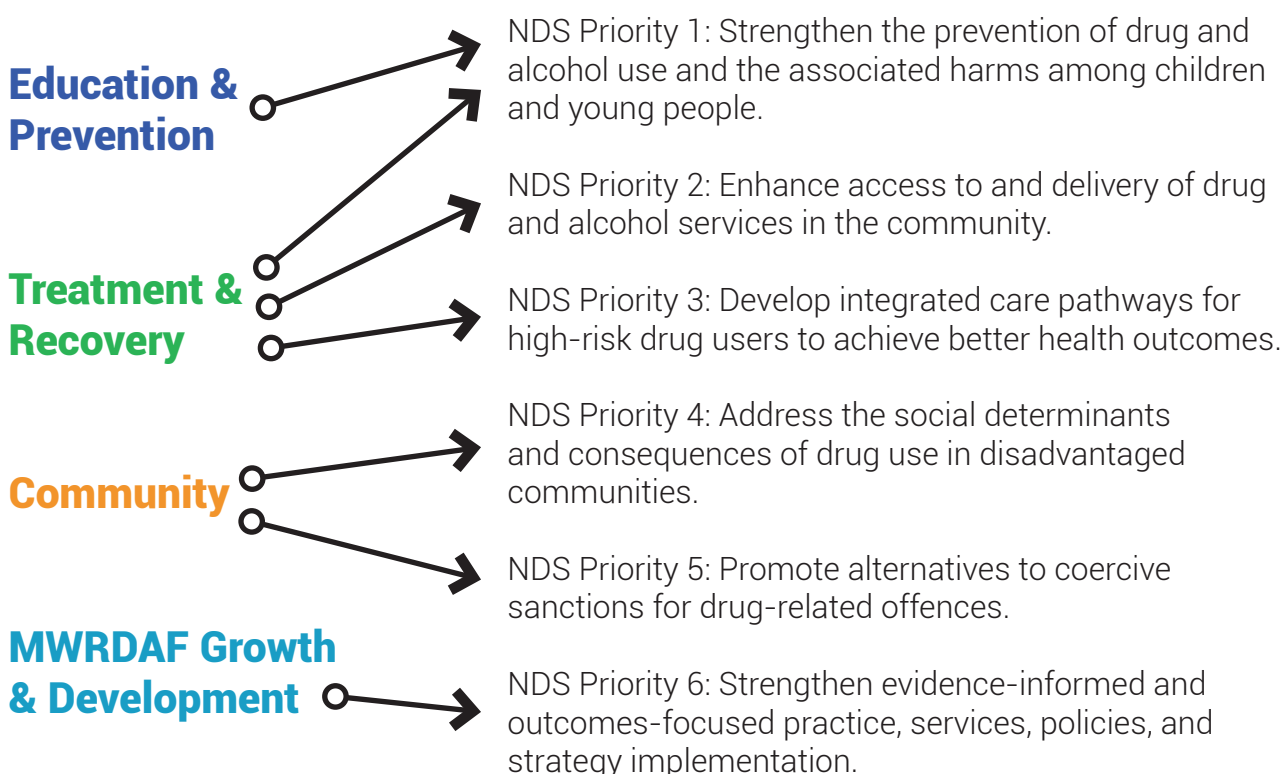 Education &
Prevention
NDS Priority 1: Strengthen the prevention of drug and
alcohol use and the associated harms among children
and young people.
NDS Priority 2: Enhance access to and delivery of drug
and alcohol services in the community.
Treatment &
Recovery
NDS Priority 3: Develop integrated care pathways for
high-risk drug users to achieve better health outcomes.
Community
NDS Priority 4: Address the social determinants
and consequences of drug use in disadvantaged
communities.
NDS Priority 5: Promote alternatives to coercive
sanctions for drug-related offences.
MWRDAF Growth
& Development
NDS Priority 6: Strengthen evidence-informed and
outcomes-focused practice, services, policies, and
strategy implementation.